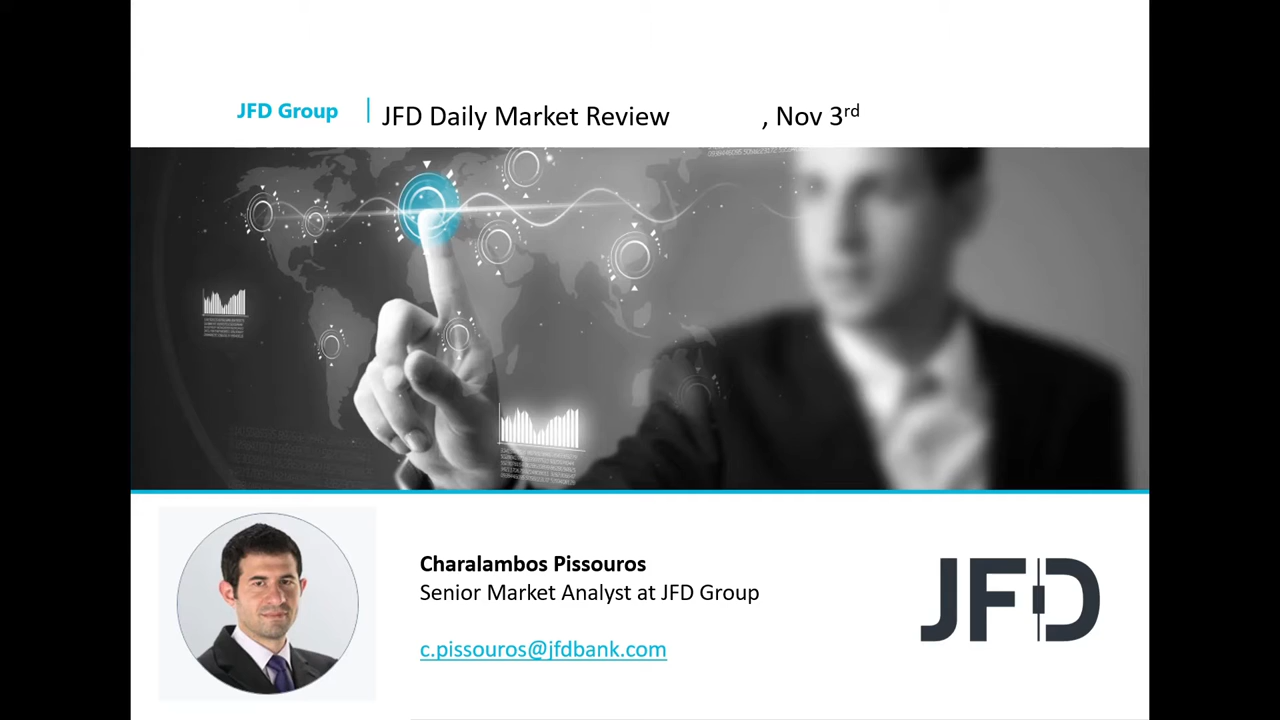 JFD Group
JFD Daily Market Review , Nov 3rd
Charalambos Pissouros
Senior Market Analyst at JFD Group
c.pissouros@jfdbank.com
JFD